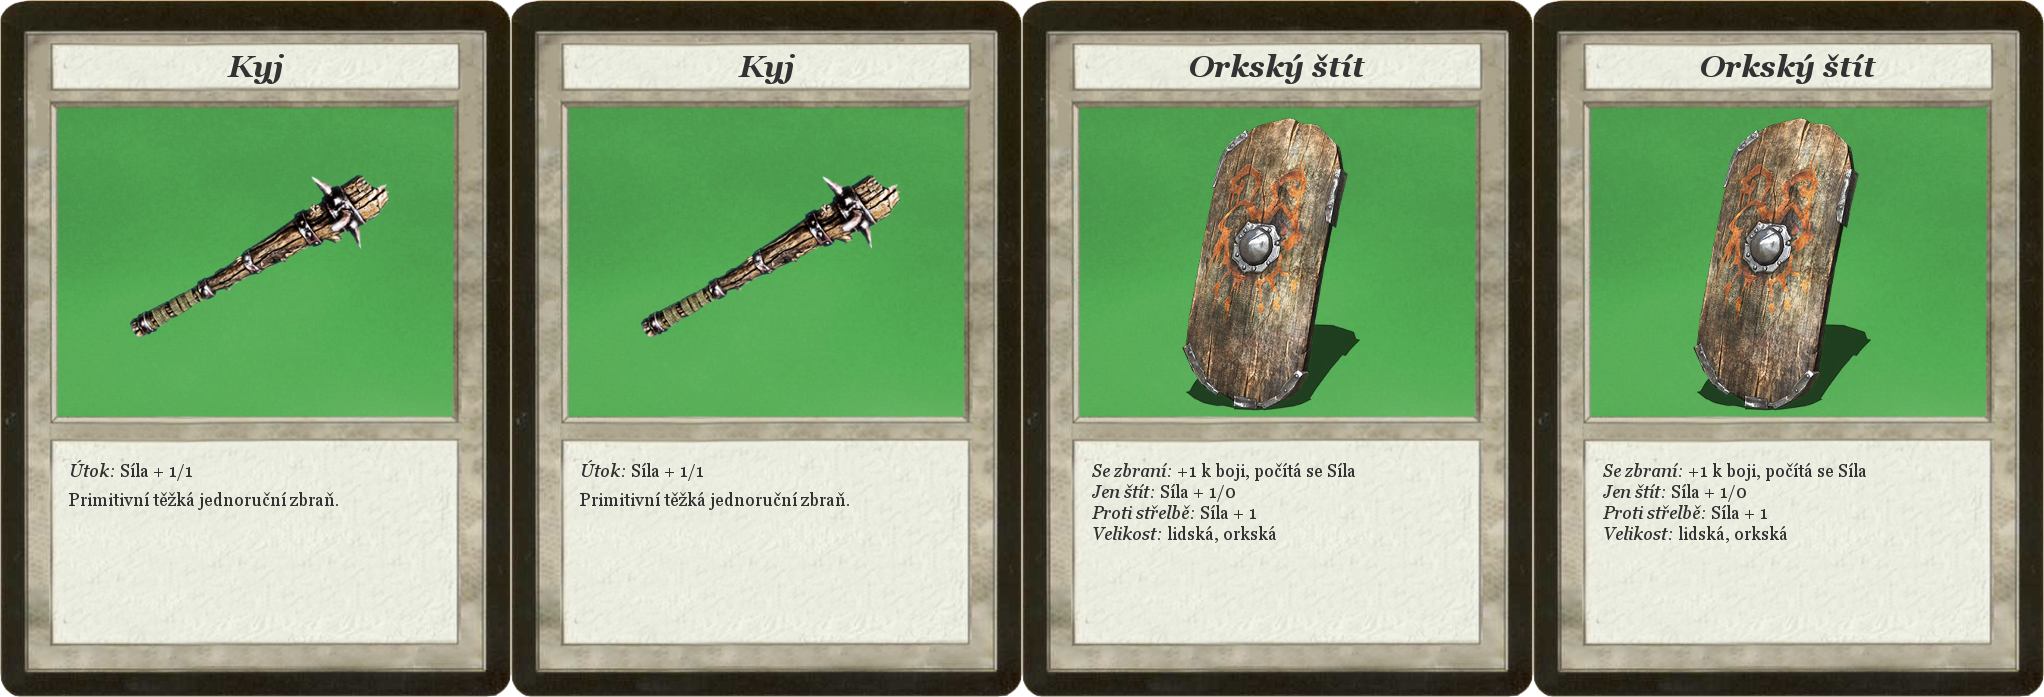 Kyj
Útok: Síla + 1/1
Primitivní těžká jednoruční zbraň.
Kyj
Útok: Síla + 1/1
Primitivní těžká jednoruční zbraň.
Orkský štít
Se zbraní: +1 k boji, počítá se Síla
Jen štít: Síla + 1/0
Proti střelbě: Síla + 1
Velikost: lidská, orkská
Orkský štít
Se zbraní: +1 k boji, počítá se Síla
Jen štít: Síla + 1/0
Proti střelbě: Síla + 1
Velikost: lidská, orkská